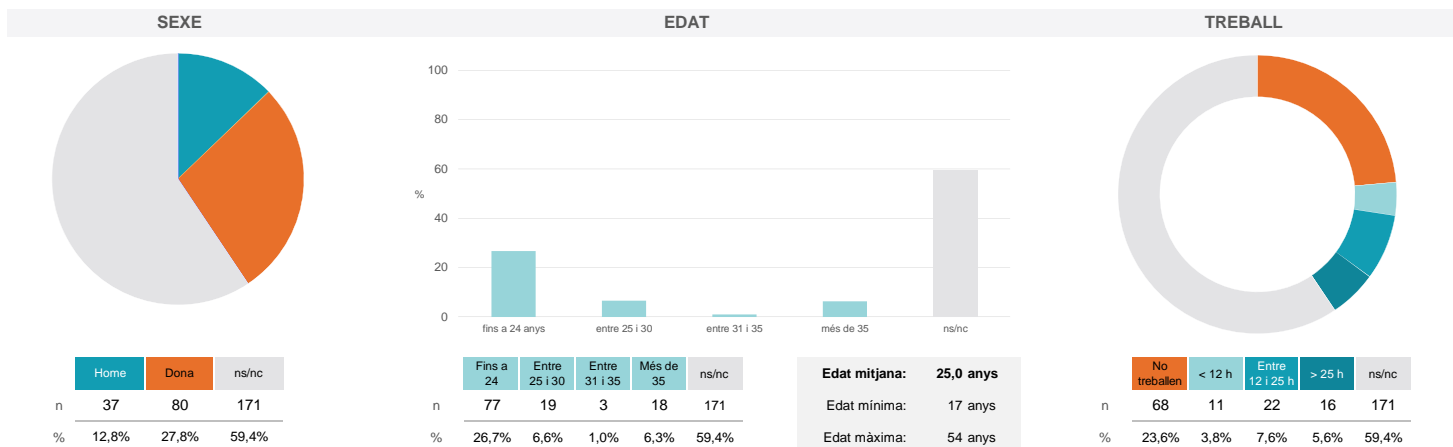 SEXE
EDAT
TREBALL
100
80
60
%
40
20
0
fins a 24 anys
entre 25 i 30
entre 31 i 35
més de 35
ns/nc
Home Dona ns/nc
n 37 80 171
% 12,8% 27,8% 59,4%
Fins a 24 Entre 25 i 30 Entre 31 i 35 Més de 35 ns/nc
n 77 19 3 18 171
% 26,7% 6,6% 1,0% 6,3% 59,4%
Edat mitjana: 25,0 anys
Edat mínima: 17 anys
Edat màxima: 54 anys
No treballen < 12 h Entre 12 i 25 h > 25 h ns/nc
n 68 11 22 16 171
% 23,6% 3,8% 7,6% 5,6% 59,4%